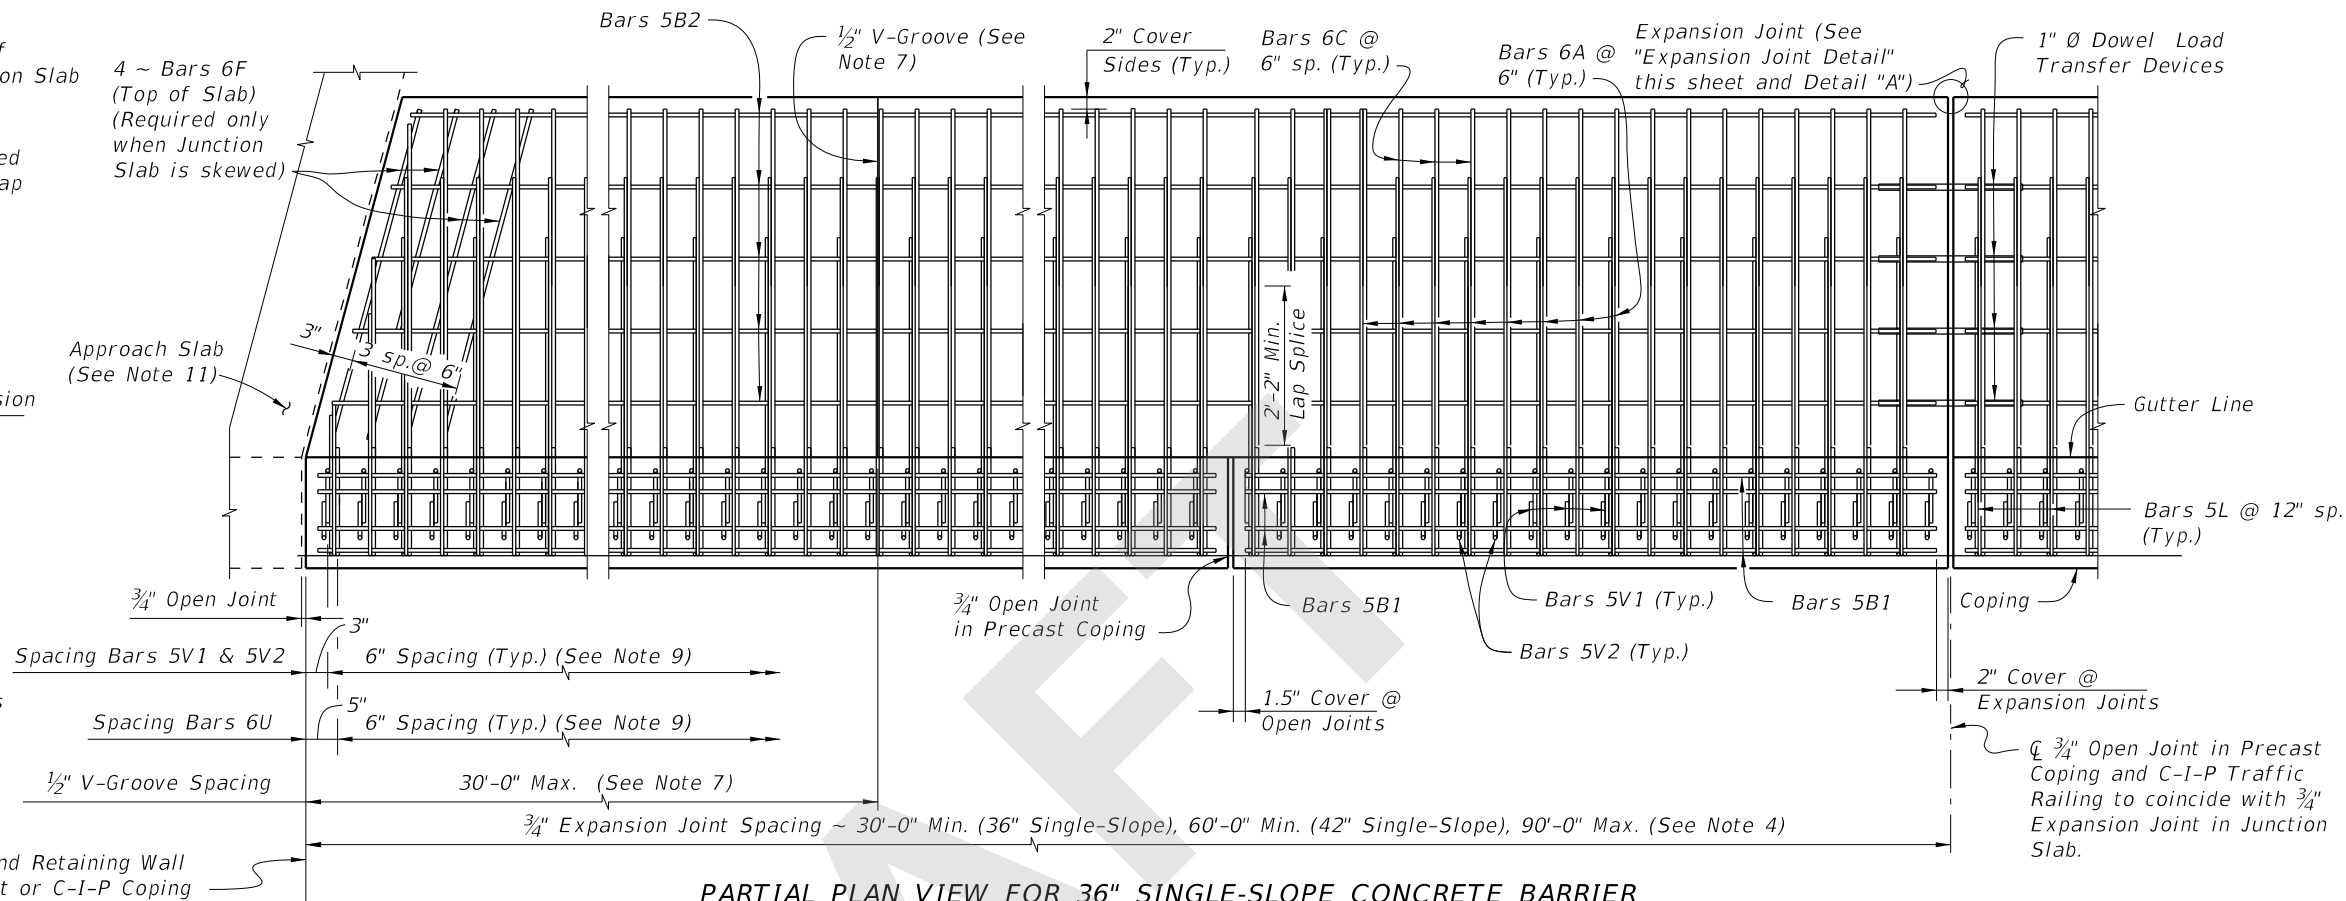 Bars 5B2
½" V-Groove (See
Note 7)
2" Cover
Sides (Typ.)
Bars 6C @
6" sp. (Typ.)
Bars 6A @
6" (Typ.)
Expansion Joint (See
"Expansion Joint Detail"
this sheet and Detail "A")
1" Ø Dowel Load
Transfer Devices
on Slab
4 ~ Bars 6F
(Top of Slab)
(Required only
when Junction
Slab is skewed)
3"
3 sp.@ 6"
Approach Slab
(See Note 11)
2'-2" Min.
Lap Splice
Gutter Line
Bars 5L @ 12" sp.
(Typ.)
¾" Open Joint
¾" Open Joint
in Precast Coping
Bars 5B1
Bars 5V1 (Typ.)
Bars 5B1
Coping
Bars 5V2 (Typ.)
3"
Spacing Bars 5V1 & 5V2
6" Spacing (Typ.) (See Note 9)
5"
Spacing Bars 6U
6" Spacing (Typ.) (See Note 9)
1.5" Cover @
Open Joints
2" Cover @
Expansion Joints
℄ ¾" Open Joint in Precast
Coping and C-I-P Traffic
Railing to coincide with ¾"
Expansion Joint in Junction
Slab.
½" V-Groove Spacing
30'-0" Max. (See Note 7)
¾" Expansion Joint Spacing ~ 30'-0" Min. (36" Single-Slope), 60'-0" Min. (42" Single-Slope), 90'-0" Max. (See Note 4)
nd Retaining Wall
t or C-I-P Coping
PARTIAL PLAN VIEW FOR 36" SINGLE-SLOPE CONCRETE BARRIER
AFT